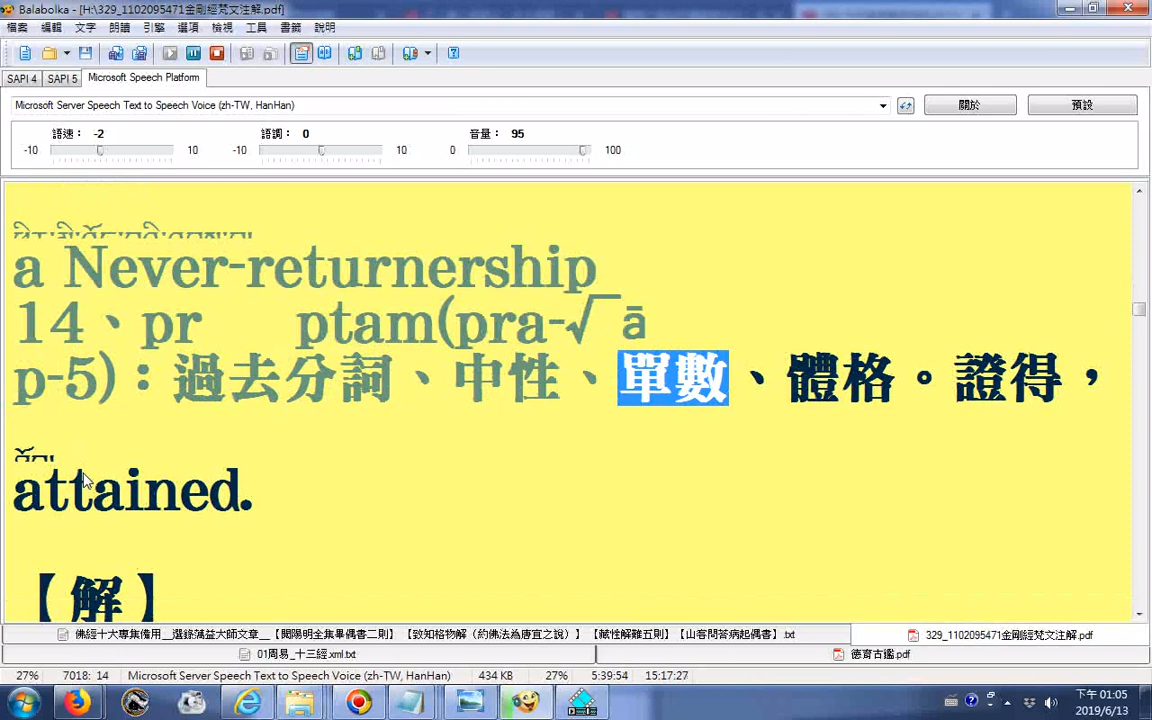 Balabolka - [H:\329_1102095471金剛經梵文注解.pdf]
檔案 編輯 文字 朗讀 引擎 選項 檢視 工具 書籤 說明
SAPI 4 SAPI 5 Microsoft Speech Platform
Microsoft Server Speech Text to Speech Voice (zh-TW, HanHan)
關於 預設
語速： -2 語調： 0 音量： 95
-10 10 -10 10 0 100
a Never-returnership
14、pr ptam(pra-√ā
p-5)：過去分詞、中性、單數、體格。證得，
attained.
【解】
佛經十大專集備用__選錄蕅益大師文章__【閱陽明全集畢偶書二則】【致知格物解（約佛法為唐宜之說）】【藏性解難五則】【山客問答病起偶書】.txt
329_1102095471金剛經梵文注解.pdf
01周易_十三經.xml.txt
德育古鑑.pdf
27% 7018: 14 Microsoft Server Speech Text to Speech Voice (zh-TW, HanHan) 434 KB 27% 5:39:54 15:17:27
下午 01:05
2019/6/13